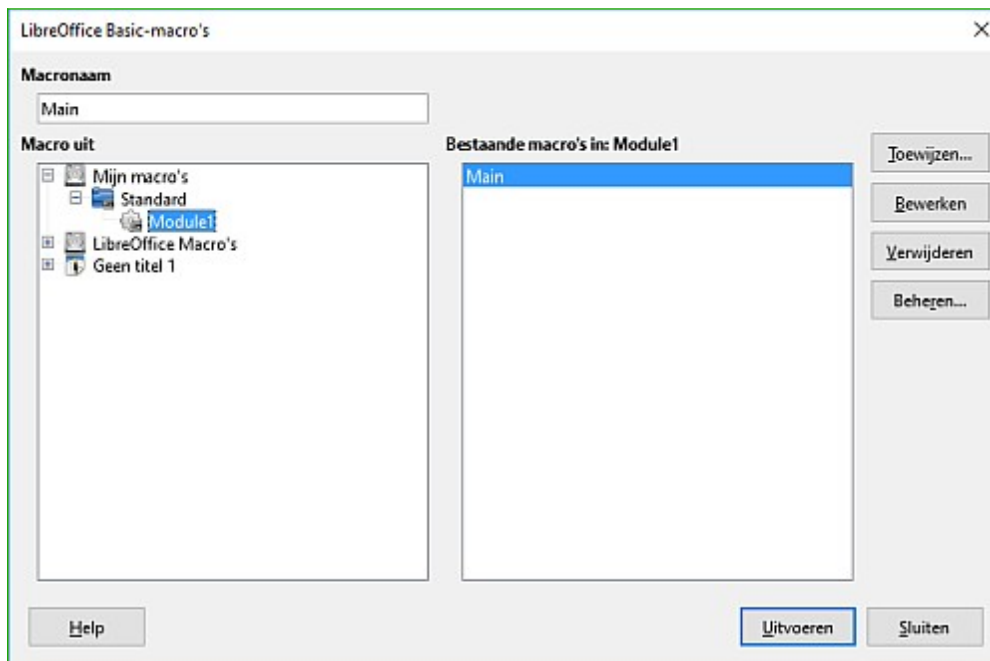 LibreOffice Basic-macro's
Macronaam
Main
Macro uit
Mijn macro's
Standard
Module1
LibreOffice Macro's
Geen titel 1
Bestaande macro's in: Module1
Main
Toewijzen...
Bewerken
Verwijderen
Beheren...
Help
Uitvoeren
Sluiten